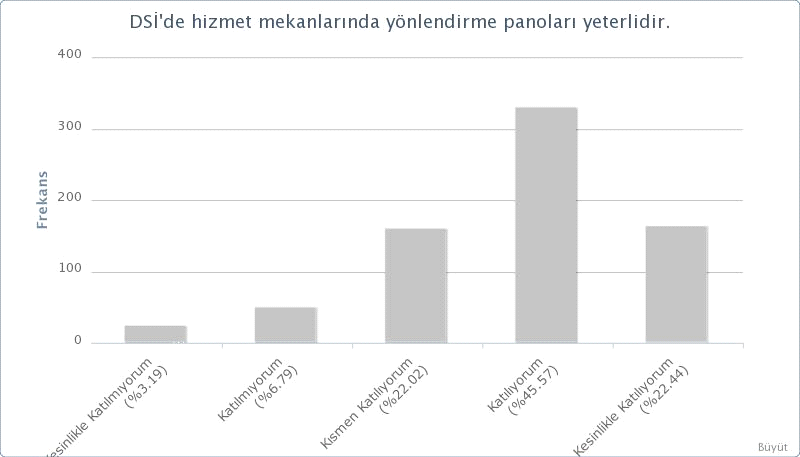 DSİ'de hizmet mekanlarında yönlendirme panoları yeterlidir.
400
300
200
100
0
Frekans
Kesinlikle Katılmıyorum
(%3.19)
Katılmıyorum
(%6.79)
Kısmen Katılıyorum
(%22.02)
Katılıyorum
(%45.57)
Kesinlikle Katılıyorum
(%22.44)
Büyüt